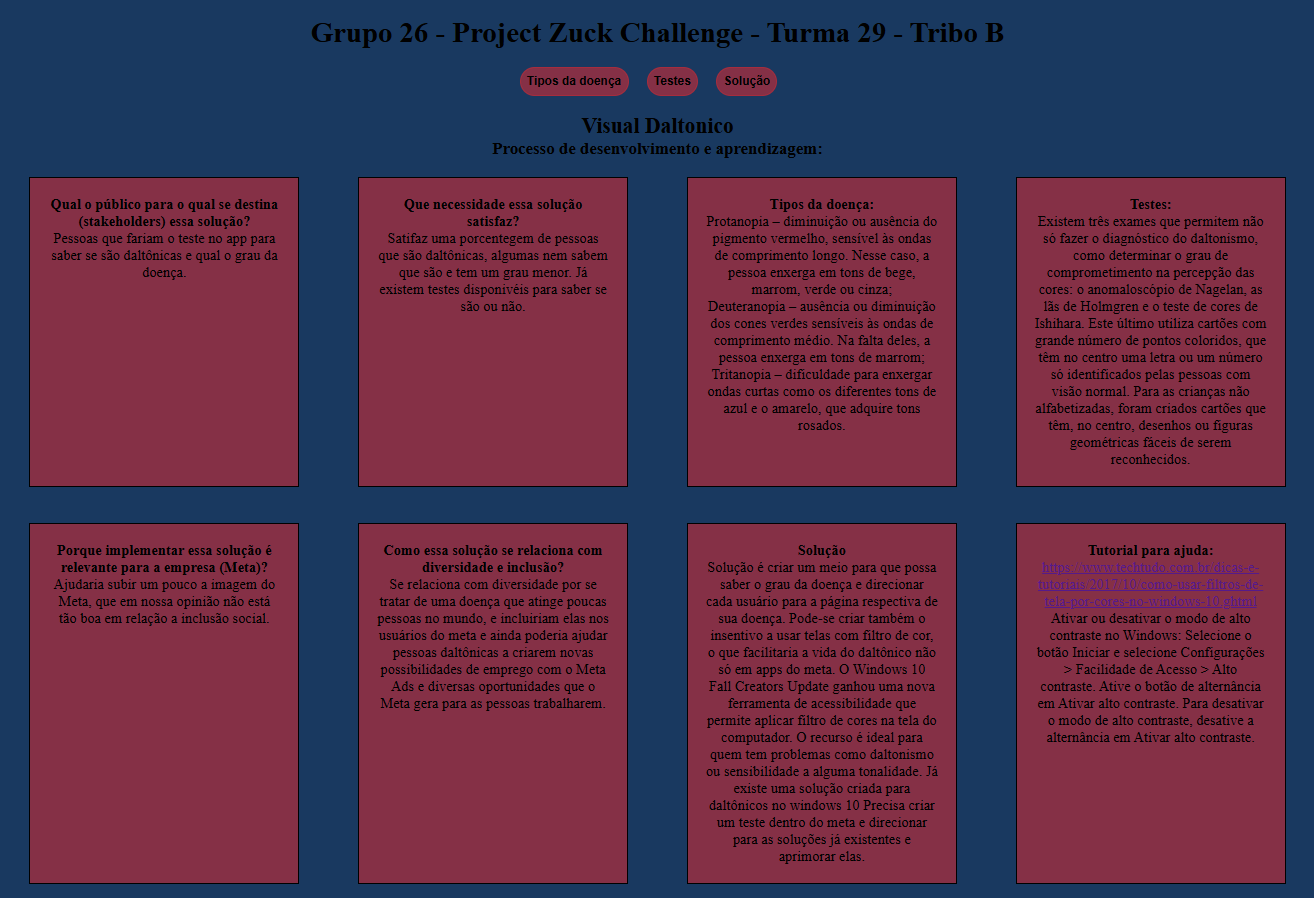 Grupo 26 - Project Zuck Challenge - Turma 29 - Tribo B
Tipos da doença
Testes
Solução
Visual Daltonico
Processo de desenvolvimento e aprendizagem:
Qual o público para o qual se destina
(stakeholders) essa solução?
Pessoas que fariam o teste no app para
saber se são daltônicas e qual o grau da
doença.
Que necessidade essa solução
satisfaz?
Satifaz uma porcentegem de pessoas
que são daltônicas, algumas nem sabem
que são e tem um grau menor. Já
existem testes disponivéis para saber se
são ou não.
Tipos da doença:
Protanopia – diminuição ou ausência do
pigmento vermelho, sensível às ondas
de comprimento longo. Nesse caso, a
pessoa enxerga em tons de bege,
marrom, verde ou cinza;
Deuteranopia – ausência ou diminuição
dos cones verdes sensíveis às ondas de
comprimento médio. Na falta deles, a
pessoa enxerga em tons de marrom;
Tritanopia – dificuldade para enxergar
ondas curtas como os diferentes tons de
azul e o amarelo, que adquire tons
rosados.
Testes:
Existem três exames que permitem não
só fazer o diagnóstico do daltonismo,
como determinar o grau de
comprometimento na percepção das
cores: o anomaloscópio de Nagelan, as
lãs de Holmgren e o teste de cores de
Ishihara. Este último utiliza cartões com
grande número de pontos coloridos, que
têm no centro uma letra ou um número
só identificados pelas pessoas com
visão normal. Para as crianças não
alfabetizadas, foram criados cartões que
têm, no centro, desenhos ou figuras
geométricas fáceis de serem
reconhecidos.
Porque implementar essa solução é
relevante para a empresa (Meta)?
Ajudaria subir um pouco a imagem do
Meta, que em nossa opinião não está
tão boa em relação a inclusão social.
Como essa solução se relaciona com
diversidade e inclusão?
Se relaciona com diversidade por se
tratar de uma doença que atinge poucas
pessoas no mundo, e incluiriam elas nos
usuários do meta e ainda poderia ajudar
pessoas daltônicas a criarem novas
possibilidades de emprego com o Meta
Ads e diversas oportunidades que o
Meta gera para as pessoas trabalharem.
Solução
Solução é criar um meio para que possa
saber o grau da doença e direcionar
cada usuário para a página respectiva de
sua doença. Pode-se criar também o
insentivo a usar telas com filtro de cor,
o que facilitaria a vida do daltônico não
só em apps do meta. O Windows 10
Fall Creators Update ganhou uma nova
ferramenta de acessibilidade que
permite aplicar filtro de cores na tela do
computador. O recurso é ideal para
quem tem problemas como daltonismo
ou sensibilidade a alguma tonalidade. Já
existe uma solução criada para
daltônicos no windows 10 Precisa criar
um teste dentro do meta e direcionar
para as soluções já existentes e
aprimorar elas.
Tutorial para ajuda:
https://www.techtudo.com.br/dicas-e-
tutoriais/2017/10/como-usar-filtros-de-
tela-por-cores-no-windows-10.ghtml
Ativar ou desativar o modo de alto
contraste no Windows: Selecione o
botão Iniciar e selecione Configurações
> Facilidade de Acesso > Alto
contraste. Ative o botão de alternância
em Ativar alto contraste. Para desativar
o modo de alto contraste, desative a
alternância em Ativar alto contraste.